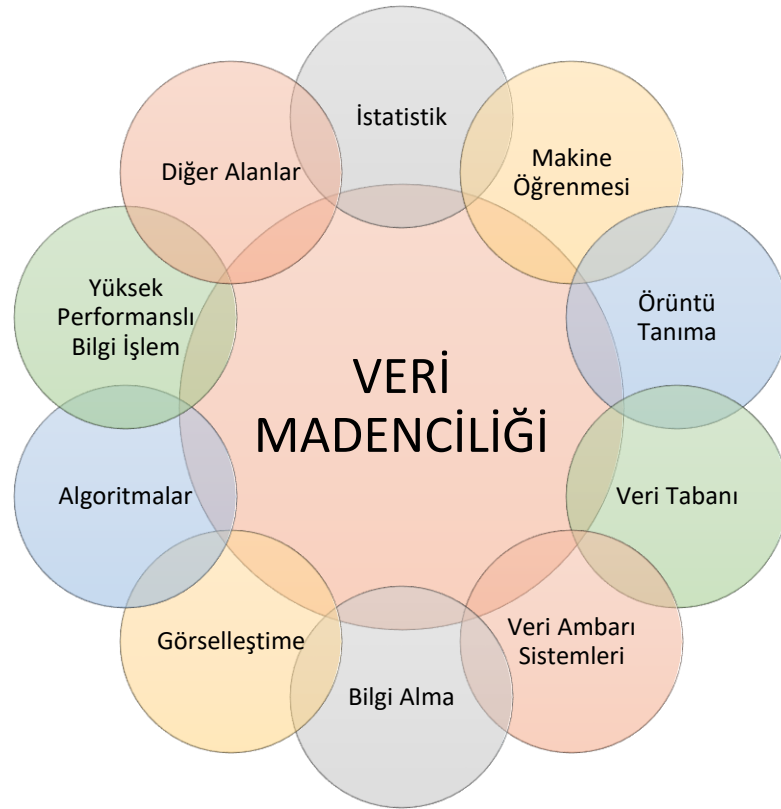 İstatistik
Makine
Öğrenmesi
Örüntü
Tanıma
Veri Tabanı
Veri Ambarı
Sistemleri
Bilgi Alma
Görselleştime
Algoritmalar
Yüksek
Performanslı
Bilgi İşlem
Diğer Alanlar
VERİ
MADENCİLİĞİ